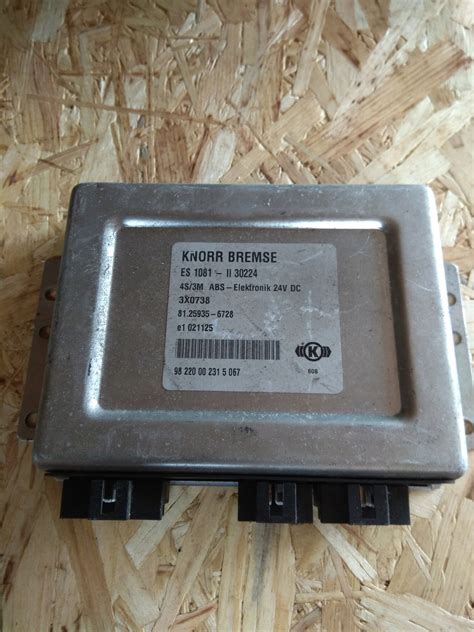 KNORR BREMSE
ES 1081 - II 30224
4S/3M ABS-Elektronik 24V DC
3X0738
81.25935-6728
e1 021125
K
98 220 00 231 5 067
608